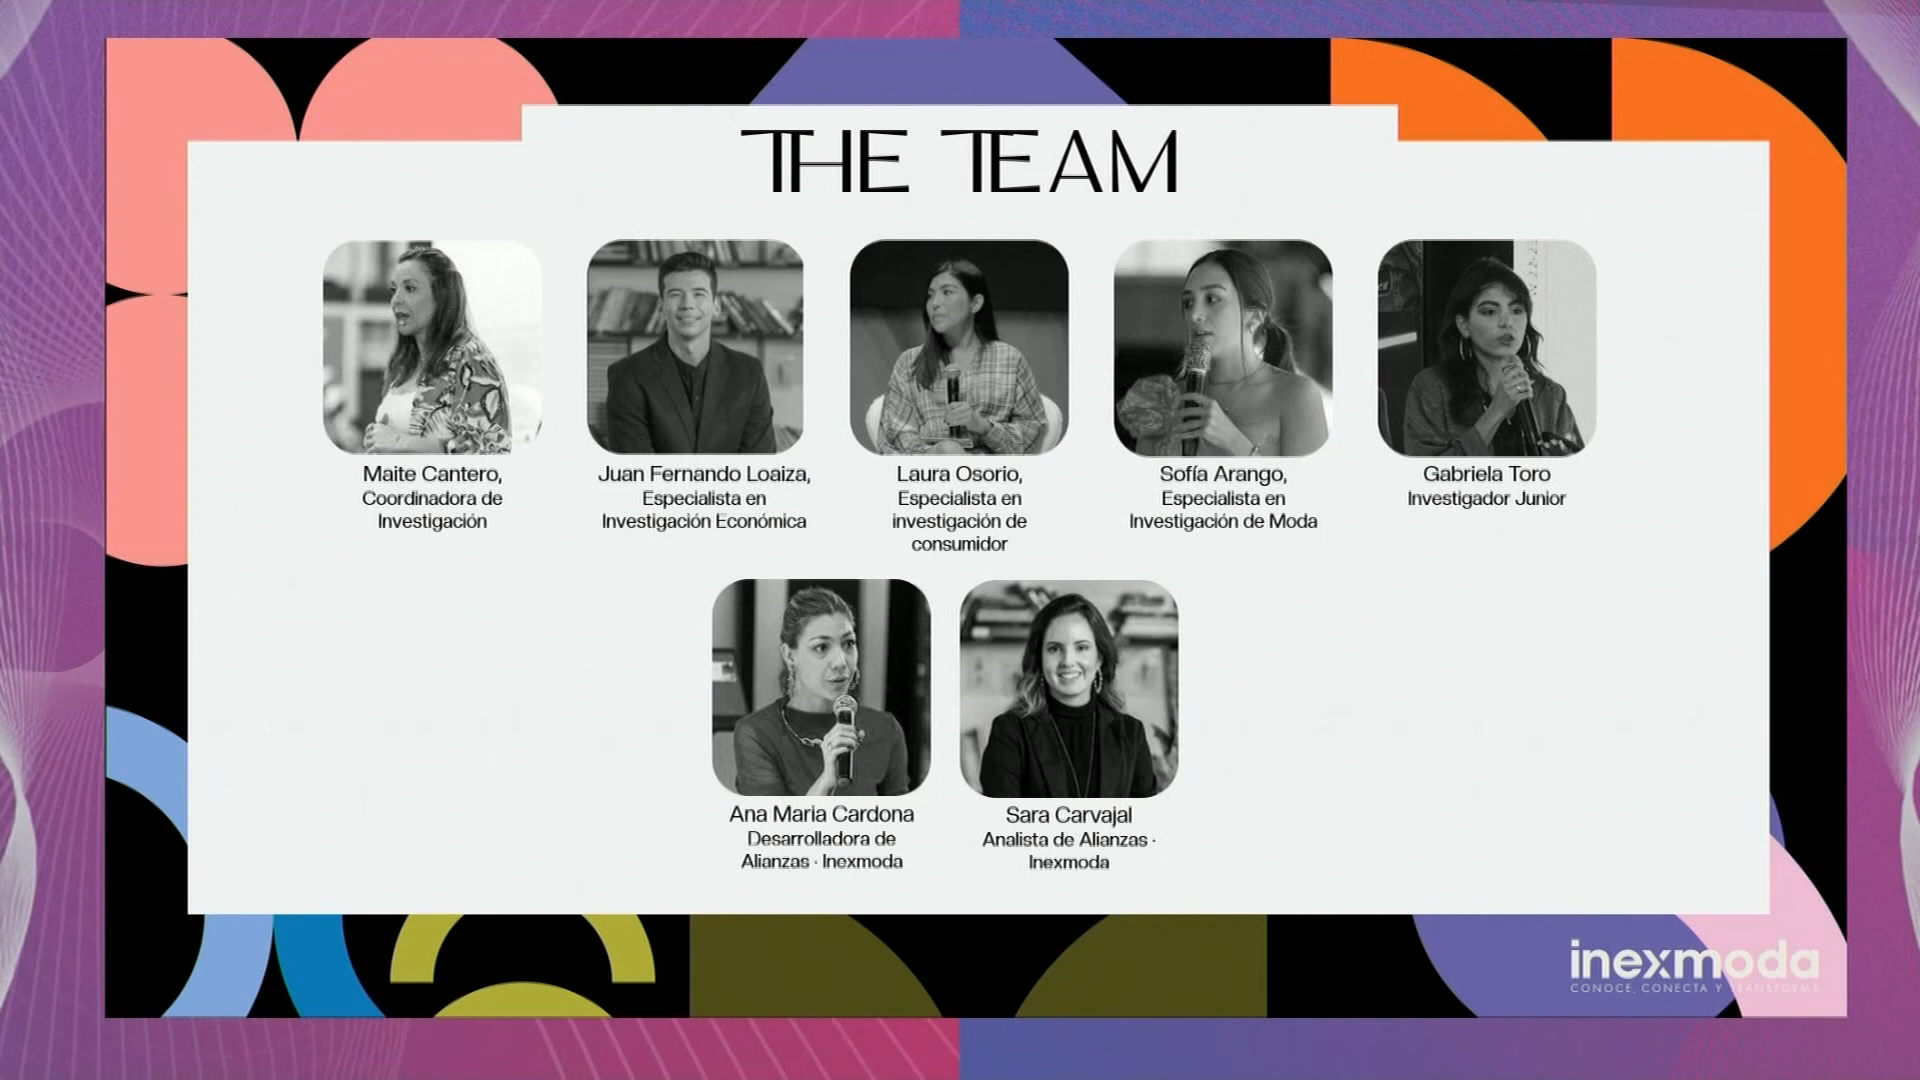 THE TEAM
Maite Cantero,
Coordinadora de
Investigación
Juan Fernando Loaiza,
Especialista en
Investigación Económica
Laura Osorio,
Especialista en
investigación de
consumidor
Sofía Arango,
Especialista en
Investigación de Moda
Gabriela Toro
Investigador Junior
Ana Maria Cardona
Desarrolladora de
Alianzas · Inexmoda
Sara Carvajal
Analista de Alianzas ·
Inexmoda
inexmoda
CONOCE, CONECTA Y TRANSFORMA